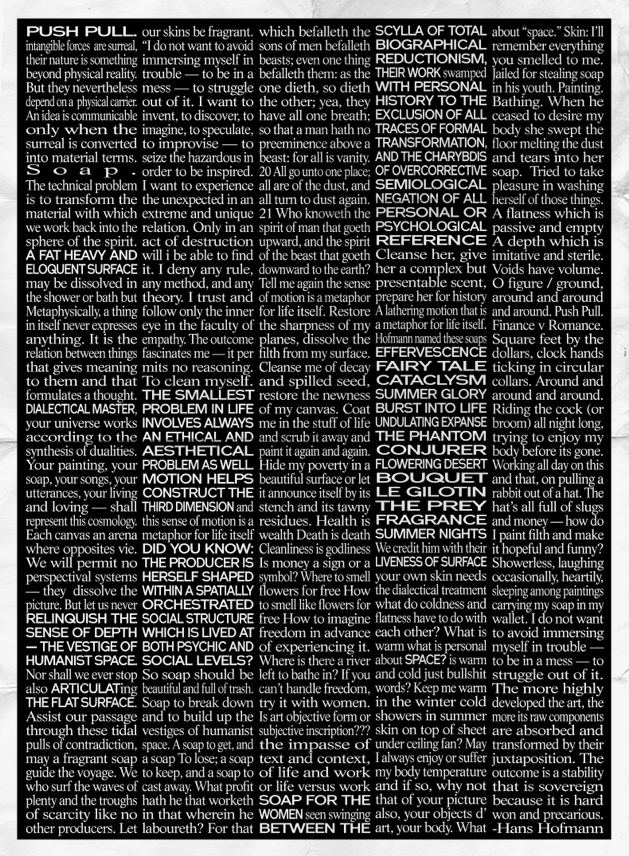 PUSH PULL.
intangible forces are surreal,
their nature is something
beyond physical reality.
But they nevertheless
depend on a physical carrier.
An idea is communicable
only when the
surreal is converted
into material terms.
Soap.
The technical problem
is to transform the
material with which
we work back into the
sphere of the spirit.
A FAT HEAVY AND
ELOQUENT SURFACE
may be dissolved in
the shower or bath but
Metaphysically, a thing
in itself never expresses
anything. It is the
relation between things
that gives meaning
to them and that
formulates a thought.
DIALECTICAL MASTER,
your universe works
according to the
synthesis of dualities.
Your painting, your
soap, your songs, your
utterances, your living
and loving — shall
represent this cosmology.
Each canvas an arena
where opposites vie.
We will permit no
perspectival systems
— they dissolve the
picture. But let us never
RELINQUISH THE
SENSE OF DEPTH
— THE VESTIGE OF
HUMANIST SPACE.
Nor shall we ever stop
also ARTICULATing
THE FLAT SURFACE.
Assist our passage
through these tidal
pulls of contradiction,
may a fragrant soap
guide the voyage. We
who surf the waves of
plenty and the troughs
of scarcity like no
other producers. Let
our skins be fragrant.
“I do not want to avoid
immersing myself in
trouble — to be in a
mess — to struggle
out of it. I want to
invent, to discover, to
imagine, to speculate,
to improvise — to
seize the hazardous in
order to be inspired.
I want to experience
the unexpected in an
extreme and unique
relation. Only in an
act of destruction
will i be able to find
it. I deny any rule,
any method, and any
theory. I trust and
follow only the inner
eye in the faculty of
empathy. The outcome
fascinates me — it per
mits no reasoning.
To clean myself.
THE SMALLEST
PROBLEM IN LIFE
INVOLVES ALWAYS
AN ETHICAL AND
AESTHETICAL
PROBLEM AS WELL.
MOTION HELPS
CONSTRUCT THE
THIRD DIMENSION and
this sense of motion is a
metaphor for life itself
DID YOU KNOW:
THE PRODUCER IS
HERSELF SHAPED
WITHIN A SPATIALLY
ORCHESTRATED
SOCIAL STRUCTURE
WHICH IS LIVED AT
BOTH PSYCHIC AND
SOCIAL LEVELS?
So soap should be
beautiful and full of trash.
Soap to break down
and to build up the
vestiges of humanist
space. A soap to get, and
a soap To lose; a soap
to keep, and a soap to
cast away. What profit
hath he that worketh
in that wherein he
laboureth? For that
which befalleth the
sons of men befalleth
beasts; even one thing
befalleth them: as the
one dieth, so dieth
the other; yea, they
have all one breath;
so that a man hath no
preeminence above a
beast: for all is vanity.
20 All go unto one place;
all are of the dust, and
all turn to dust again.
21 Who knoweth the
spirit of man that goeth
upward, and the spirit
of the beast that goeth
downward to the earth?
Tell me again the sense
of motion is a metaphor
for life itself. Restore
the sharpness of my
planes, dissolve the
filth from my surface.
Cleanse me of decay
and spilled seed,
restore the newness
of my canvas. Coat
me in the stuff of life
and scrub it away and
paint it again and again.
Hide my poverty in a
beautiful surface or let
it announce itself by its
stench and its tawny
residues. Health is
wealth Death is death
Cleanliness is godliness
Is money a sign or a
symbol? Where to smell
flowers for free How
to smell like flowers for
free How to imagine
freedom in advance
of experiencing it.
Where is there a river
left to bathe in? If you
can't handle freedom,
try it with women.
Is art objective form or
subjective inscription???
the impasse of
text and context,
of life and work
or life versus work
SOAP FOR THE
WOMEN seen swinging
BETWEEN THE
SCYLLA OF TOTAL
BIOGRAPHICAL
REDUCTIONISM,
THEIR WORK swamped
WITH PERSONAL
HISTORY TO THE
EXCLUSION OF ALL
TRACES OF FORMAL
TRANSFORMATION,
AND THE CHARYBDIS
OF OVERCORRECTIVE
SEMIOLOGICAL
NEGATION OF ALL
PERSONAL OR
PSYCHOLOGICAL
REFERENCE
Cleanse her, give
her a complex but
presentable scent,
prepare her for history
A lathering motion that is
a metaphor for life itself.
Hofmann named these soaps
EFFERVESCENCE
FAIRY TALE
CATACLYSM
SUMMER GLORY
BURST INTO LIFE
UNDULATING EXPANSE
THE PHANTOM
CONJURER
FLOWERING DESERT
BOUQUET
LE GILOTIN
THE PREY
FRAGRANCE
SUMMER NIGHTS
We credit him with their
LIVENESS OF SURFACE
your own skin needs
the dialectical treatment
what do coldness and
flatness have to do with
each other? What is
warm what is personal
about SPACE? is warm
and cold just bullshit
words? Keep me warm
in the winter cold
showers in summer
skin on top of sheet
under ceiling fan? May
I always enjoy or suffer
my body temperature
and if so, why not
that of your picture
also, your objects d’
art, your body. What
about “space.” Skin: I’ll
remember everything
you smelled to me.
Jailed for stealing soap
in his youth. Painting.
Bathing. When he
ceased to desire my
body she swept the
floor melting the dust
and tears into her
soap. Tried to take
pleasure in washing
herself of those things.
A flatness which is
passive and empty
A depth which is
imitative and sterile.
Voids have volume.
O figure / ground,
around and around
and around. Push Pull.
Finance v Romance.
Square feet by the
dollars, clock hands
ticking in circular
collars. Around and
around and around.
Riding the cock (or
broom) all night long,
trying to enjoy my
body before its gone.
Working all day on this
and that, on pulling a
rabbit out of a hat. The
hat’s all full of slugs
and money — how do
I paint filth and make
it hopeful and funny?
Showerless, laughing
occasionally, heartily,
sleeping among paintings
carrying my soap in my
wallet. I do not want
to avoid immersing
myself in trouble —
to be in a mess — to
struggle out of it.
The more highly
developed the art, the
more its raw components
are absorbed and
transformed by their
juxtaposition. The
outcome is a stability
that is sovereign
because it is hard
won and precarious.
-Hans Hofmann